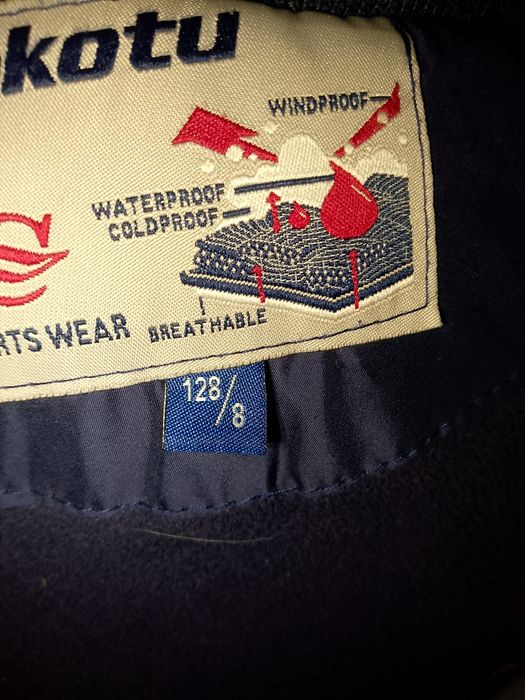 kotu
WINDPROOF
WATERPROOF
COLDPROOF
RTS WEAR
BREATHABLE
128/8